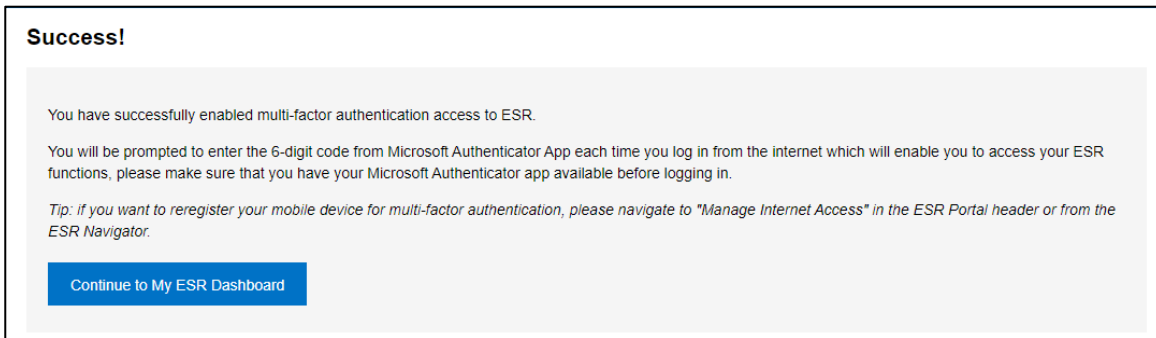 Success!
You have successfully enabled multi-factor authentication access to ESR.
You will be prompted to enter the 6-digit code from Microsoft Authenticator App each time you log in from the internet which will enable you to access your ESR
functions, please make sure that you have your Microsoft Authenticator app available before logging in.
Tip: if you want to reregister your mobile device for multi-factor authentication, please navigate to "Manage Internet Access" in the ESR Portal header or from the
ESR Navigator.
Continue to My ESR Dashboard